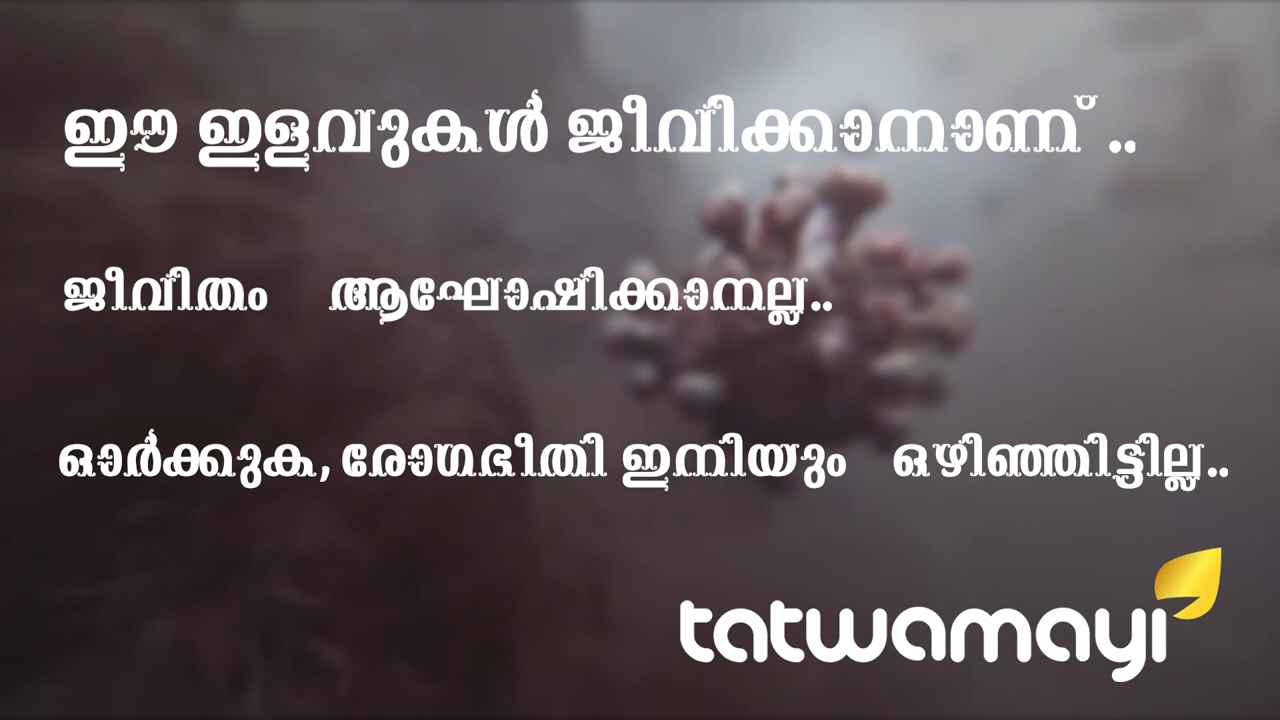 ഈ ഇളവുകൾ ജീവിക്കാനാണ് ..
ജീവിതം ആഘോഷിക്കാനല്ല..
ഓർക്കുക, രോഗഭീതി ഇനിയും ഒഴിഞ്ഞിട്ടില്ല..
tatwamayi